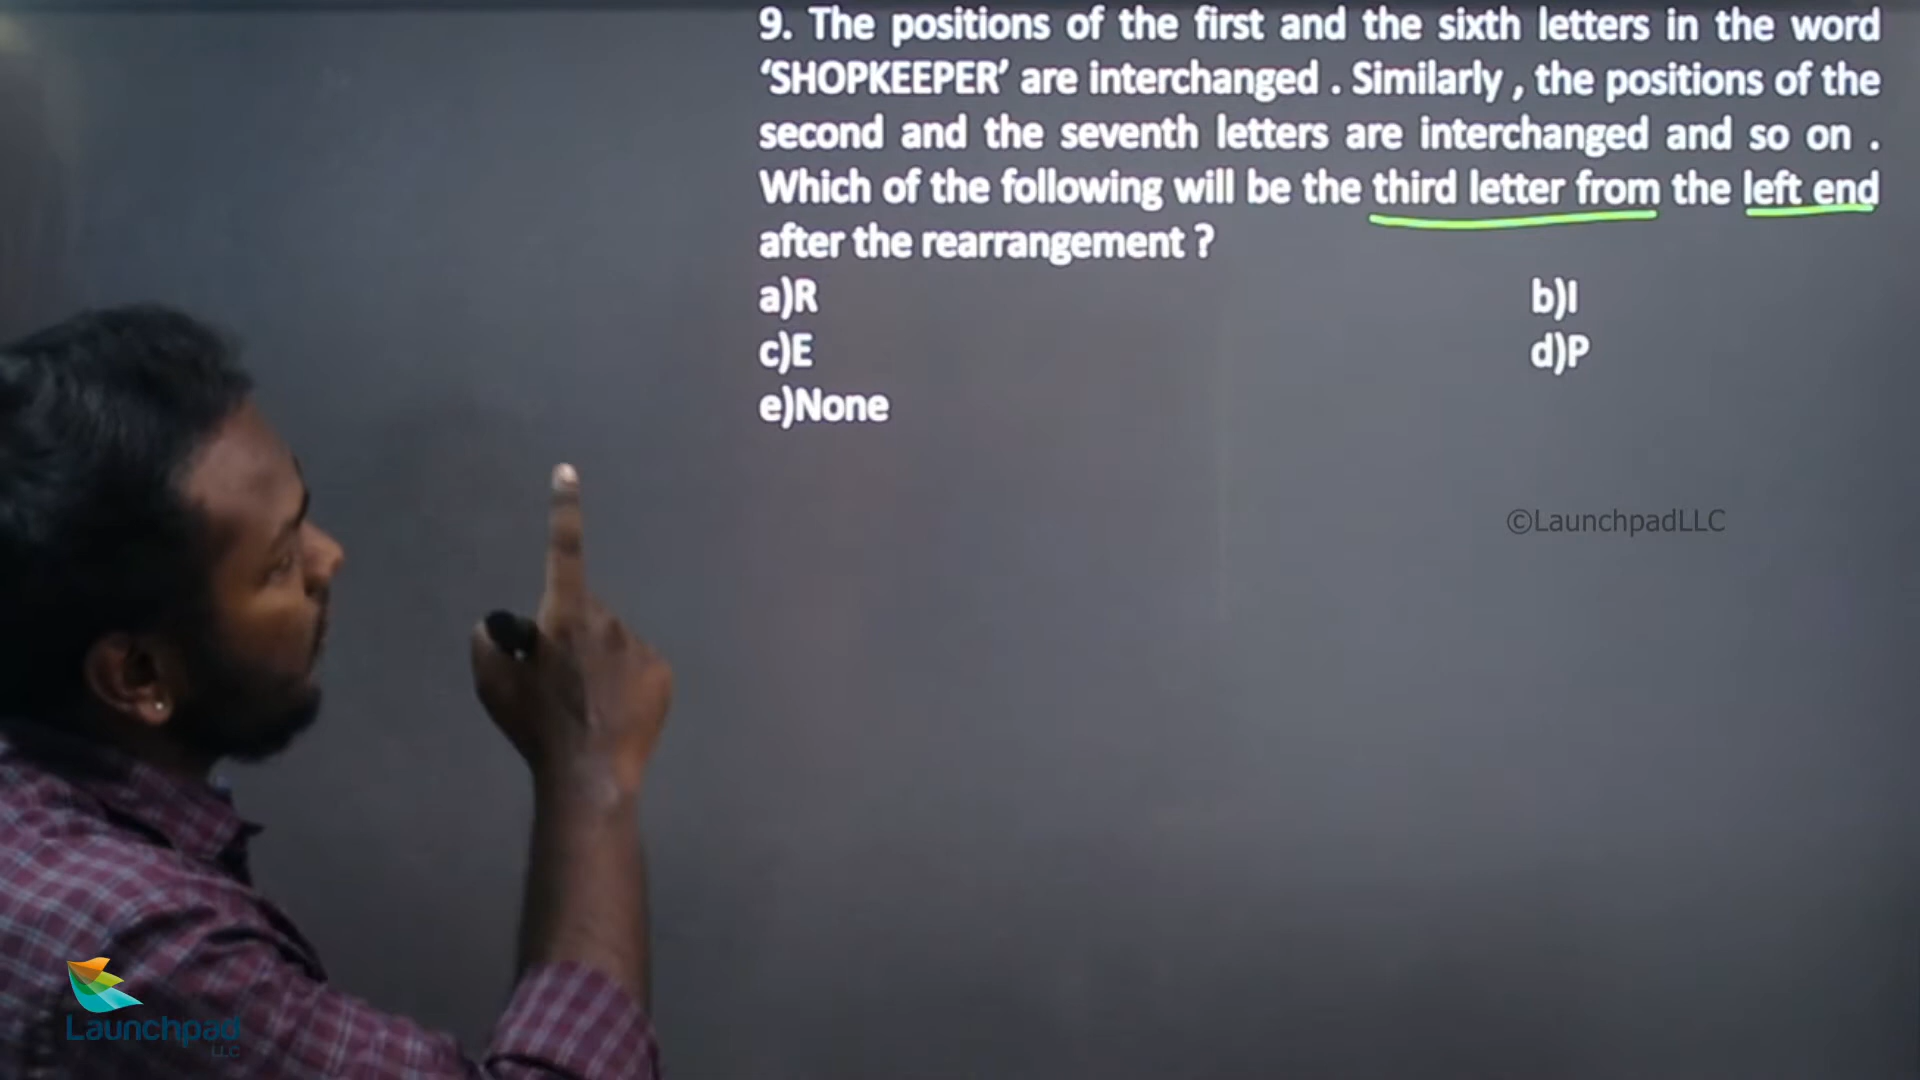 9. The positions of the first and the sixth letters in the word
‘SHOPKEEPER’ are interchanged . Similarly , the positions of the
second and the seventh letters are interchanged and so on .
Which of the following will be the third letter from the left end
after the rearrangement ?
a)R b)I
c)E d)P
e)None
©LaunchpadLLC
Launchpad
LLC